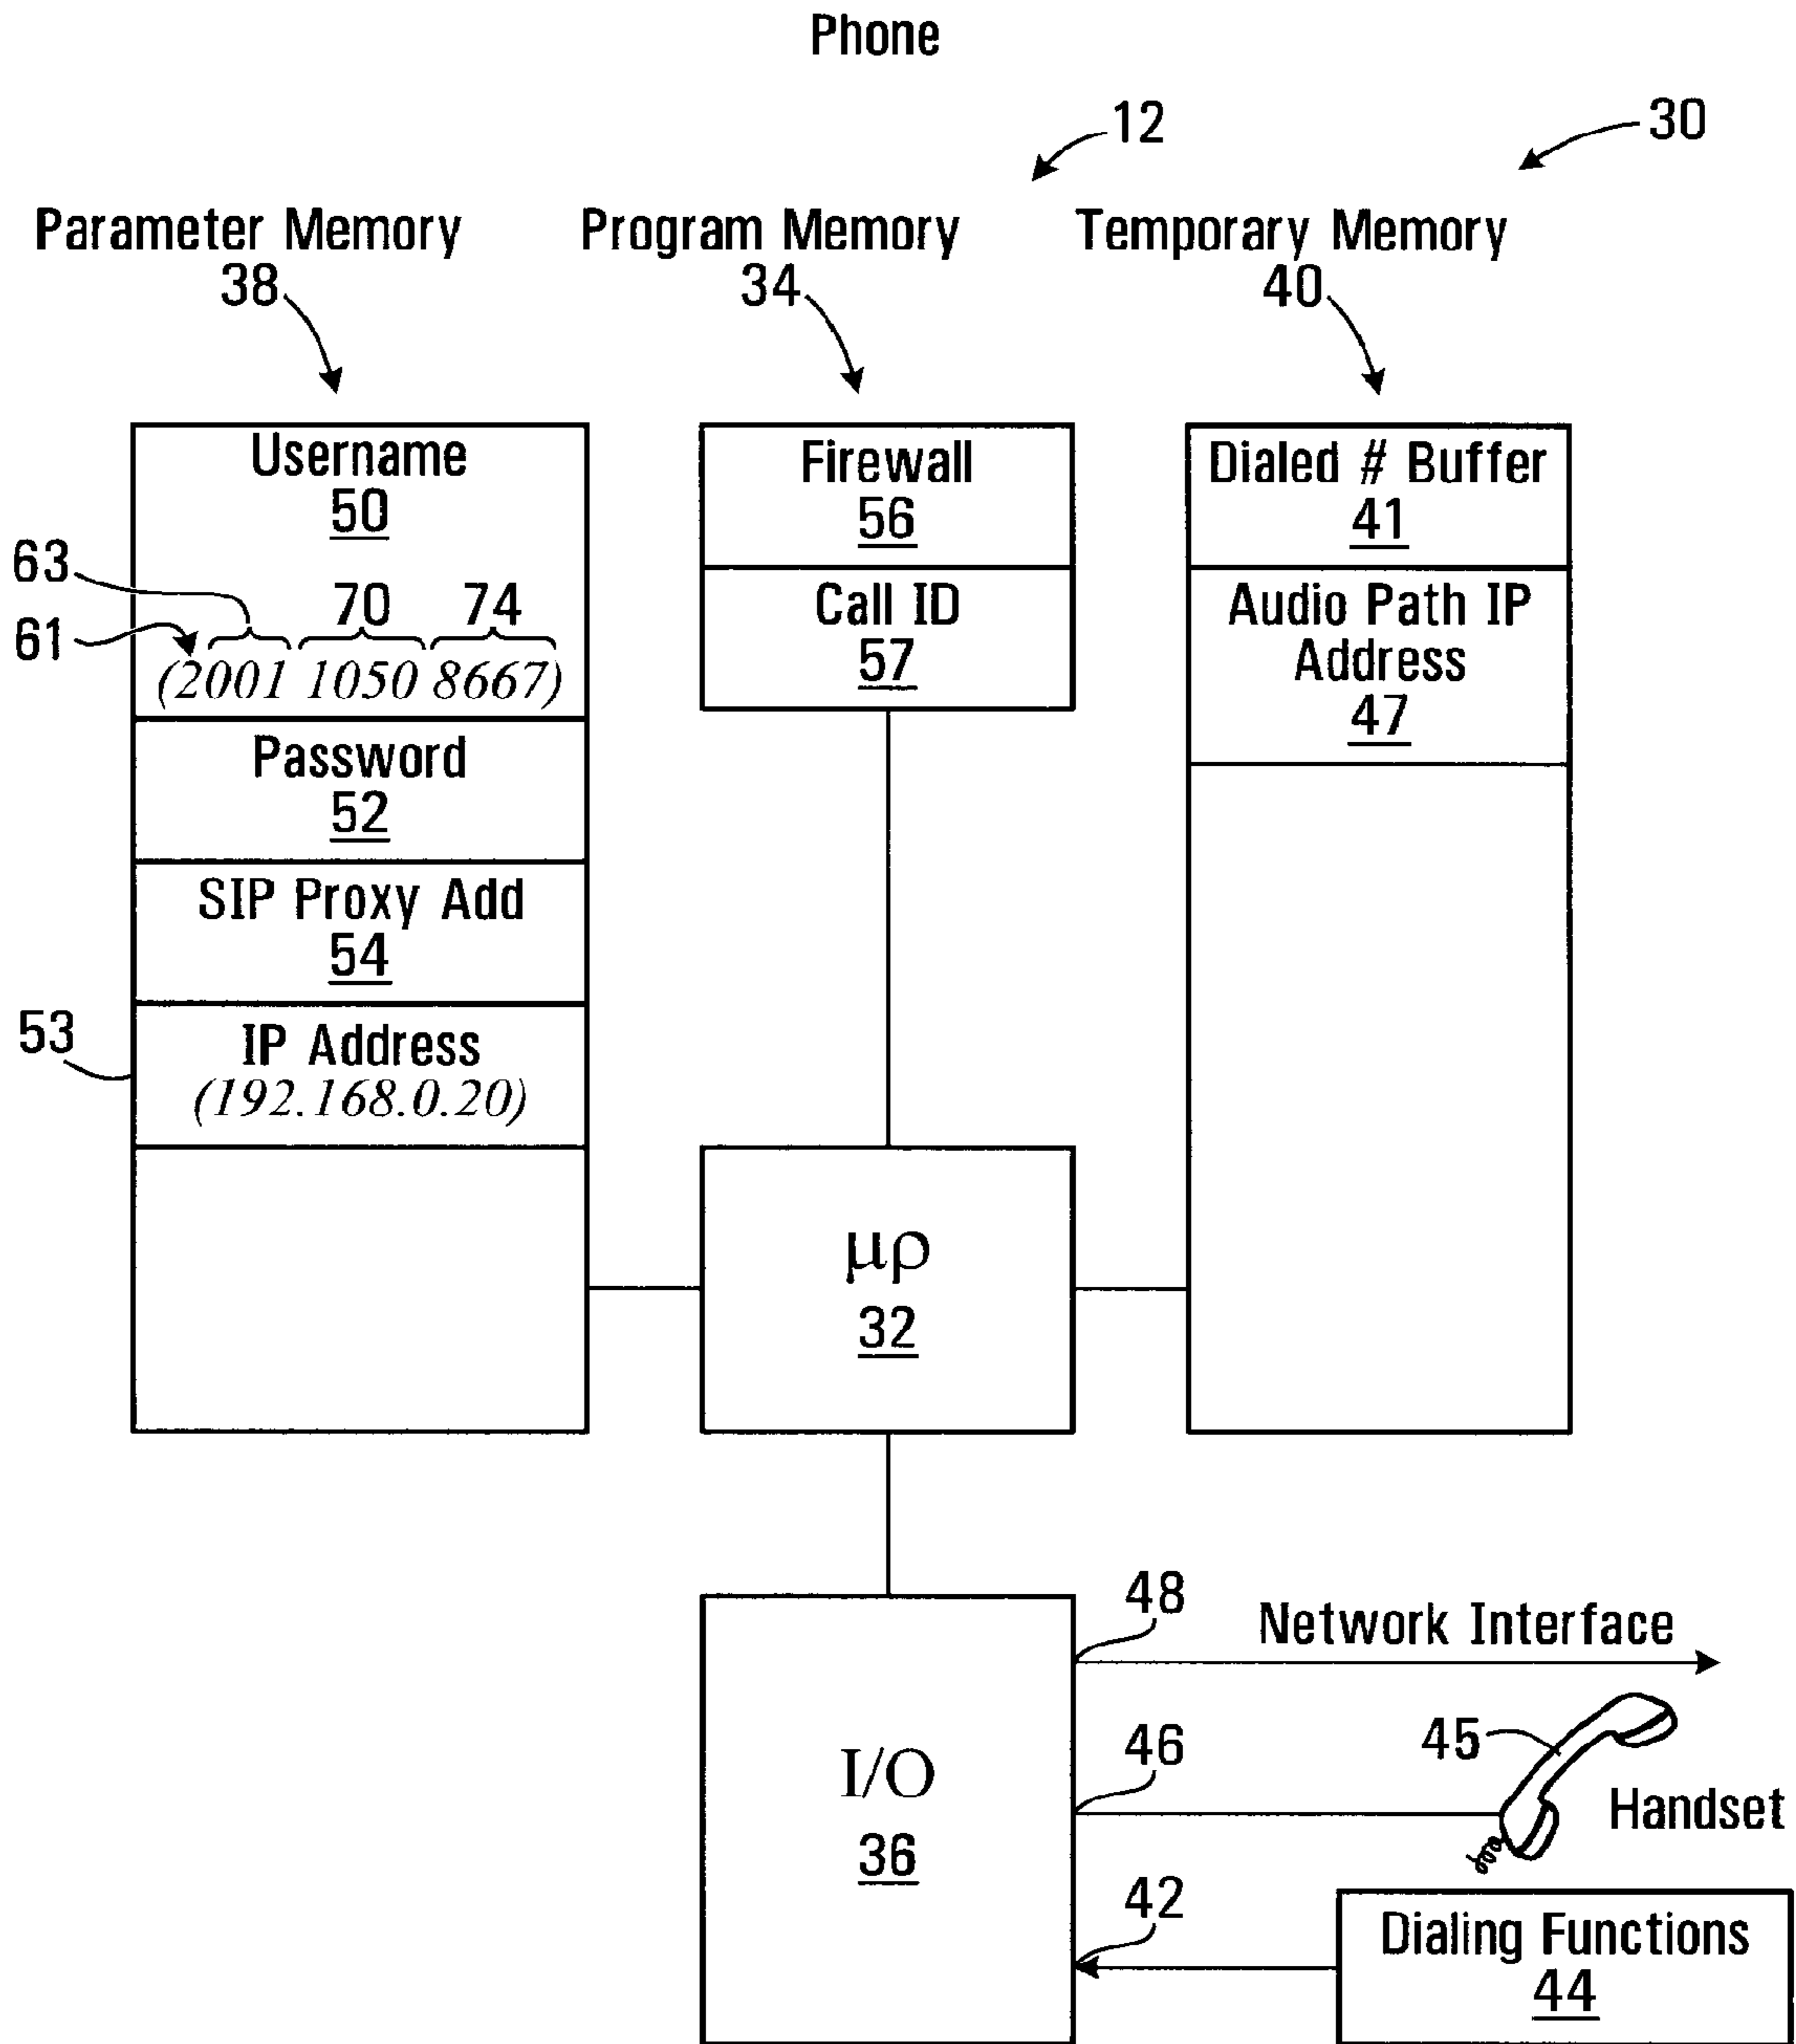 Phone
12
30
Parameter Memory
38
Program Memory
34
Temporary Memory
40
Username
50
63
70
74
61
(2001 1050 8667)
Password
52
SIP Proxy Add
54
53
IP Address
(192.168.0.20)
Firewall
56
Call ID
57
Dialed # Buffer
41
Audio Path IP
Address
47
μρ
32
I/O
36
48
Network Interface
46
45
Handset
42
Dialing Functions
44